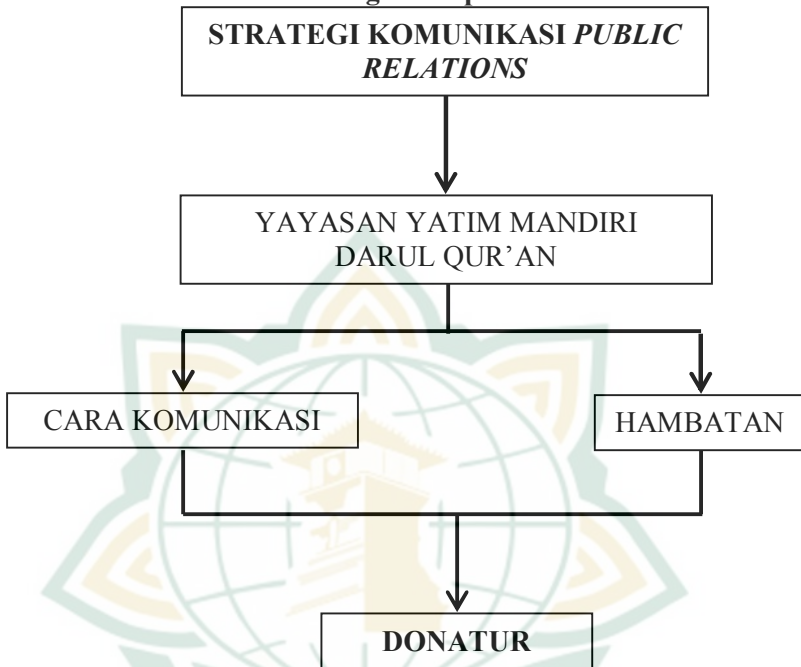 STRATEGI KOMUNIKASI PUBLIC
RELATIONS
YAYASAN YATIM MANDIRI
DARUL QUR’AN
CARA KOMUNIKASI
HAMBATAN
DONATUR